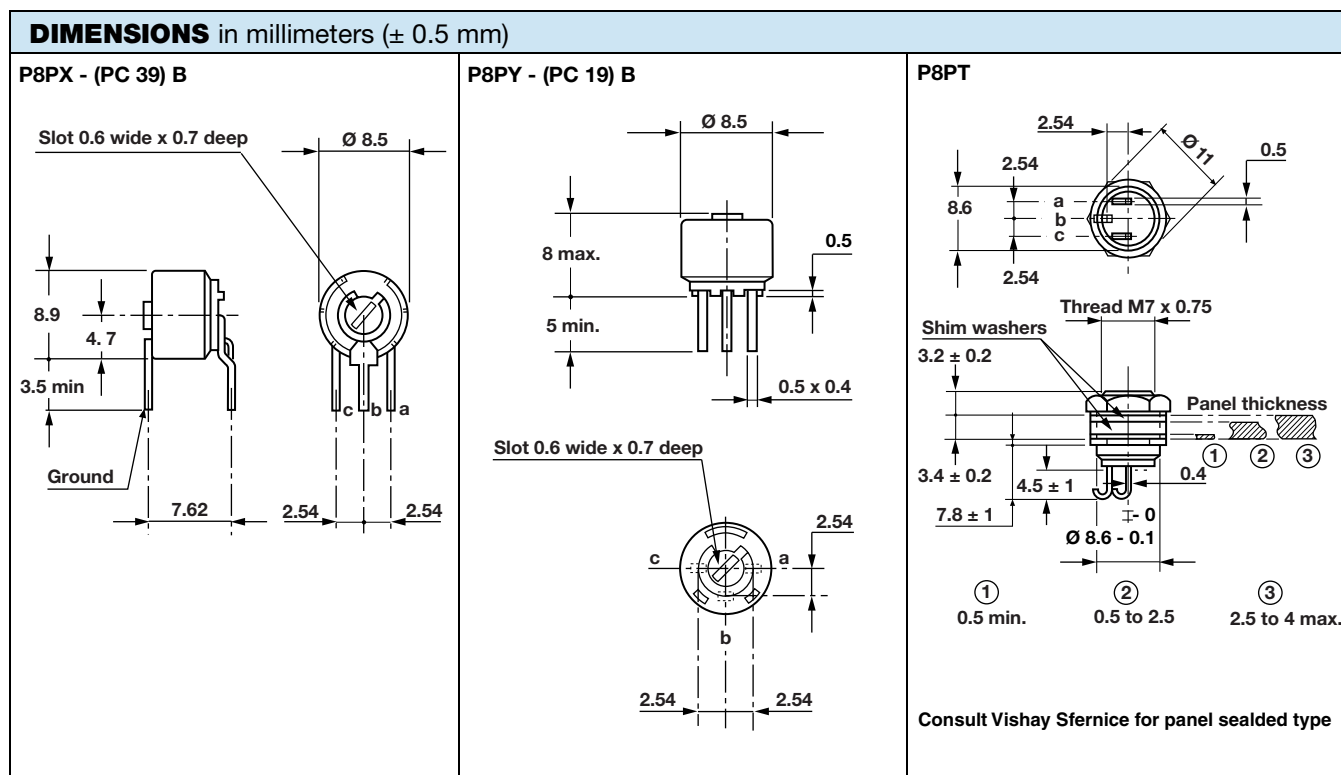 DIMENSIONS in millimeters (± 0.5 mm)
P8PX - (PC 39) B
Slot 0.6 wide x 0.7 deep
Ø 8.5
8.9
4. 7
3.5 min
c
b
a
Ground
7.62
2.54
2.54
P8PY - (PC 19) B
Ø 8.5
8 max.
0.5
5 min.
0.5 x 0.4
Slot 0.6 wide x 0.7 deep
2.54
c
a
b
2.54
2.54
P8PT
2.54
Ø 11
2.54
0.5
8.6
a
b
c
2.54
Thread M7 x 0.75
Shim washers
3.2 ± 0.2
Panel thickness
1
2
3
3.4 ± 0.2
4.5 ± 1
0.4
7.8 ± 1
- 0
Ø 8.6 - 0.1
1
2
3
0.5 min.
0.5 to 2.5
2.5 to 4 max.
Consult Vishay Sfernice for panel sealded type